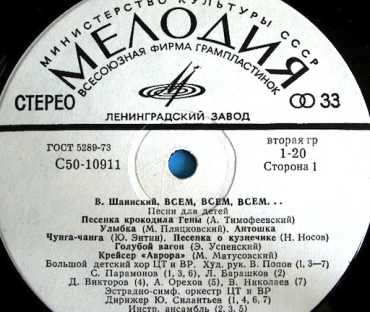 МИНИСТЕРСТВО КУЛЬТУРЫ СССР
МЕЛОДИЯ
ВСЕСОЮЗНАЯ ФИРМА ГРАМПЛАСТИНОК
СТЕРЕО
33
ЛЕНИНГРАДСКИЙ ЗАВОД
ГОСТ 5289-73
С50-10911
вторая гр
1-20
Сторона 1
В. Шаинский. ВСЕМ, ВСЕМ, ВСЕМ...
Песни для детей
Песенка крокодила Гены (А. Тимофеевский)
Улыбка (М. Пляцковский). Антошка
Чунга-чанга (Ю. Энтин). Песенка о кузнечике (Н. Носов)
Голубой вагон (Э. Успенский)
Крейсер «Аврора» (М. Матусовский)
Большой детский хор ЦТ и ВР. Худ. рук. В. Попов (1, 3—7)
С. Парамонов (1, 3, 6), Л. Барашков (2)
Д. Викторов (4), А. Орехов (5), В. Николаев (7)
Эстрадно-симф. оркестр ЦТ и ВР
Дирижер Ю. Силантьев (1, 4, 6, 7)
Инстр. ансамбль (2, 3, 5)